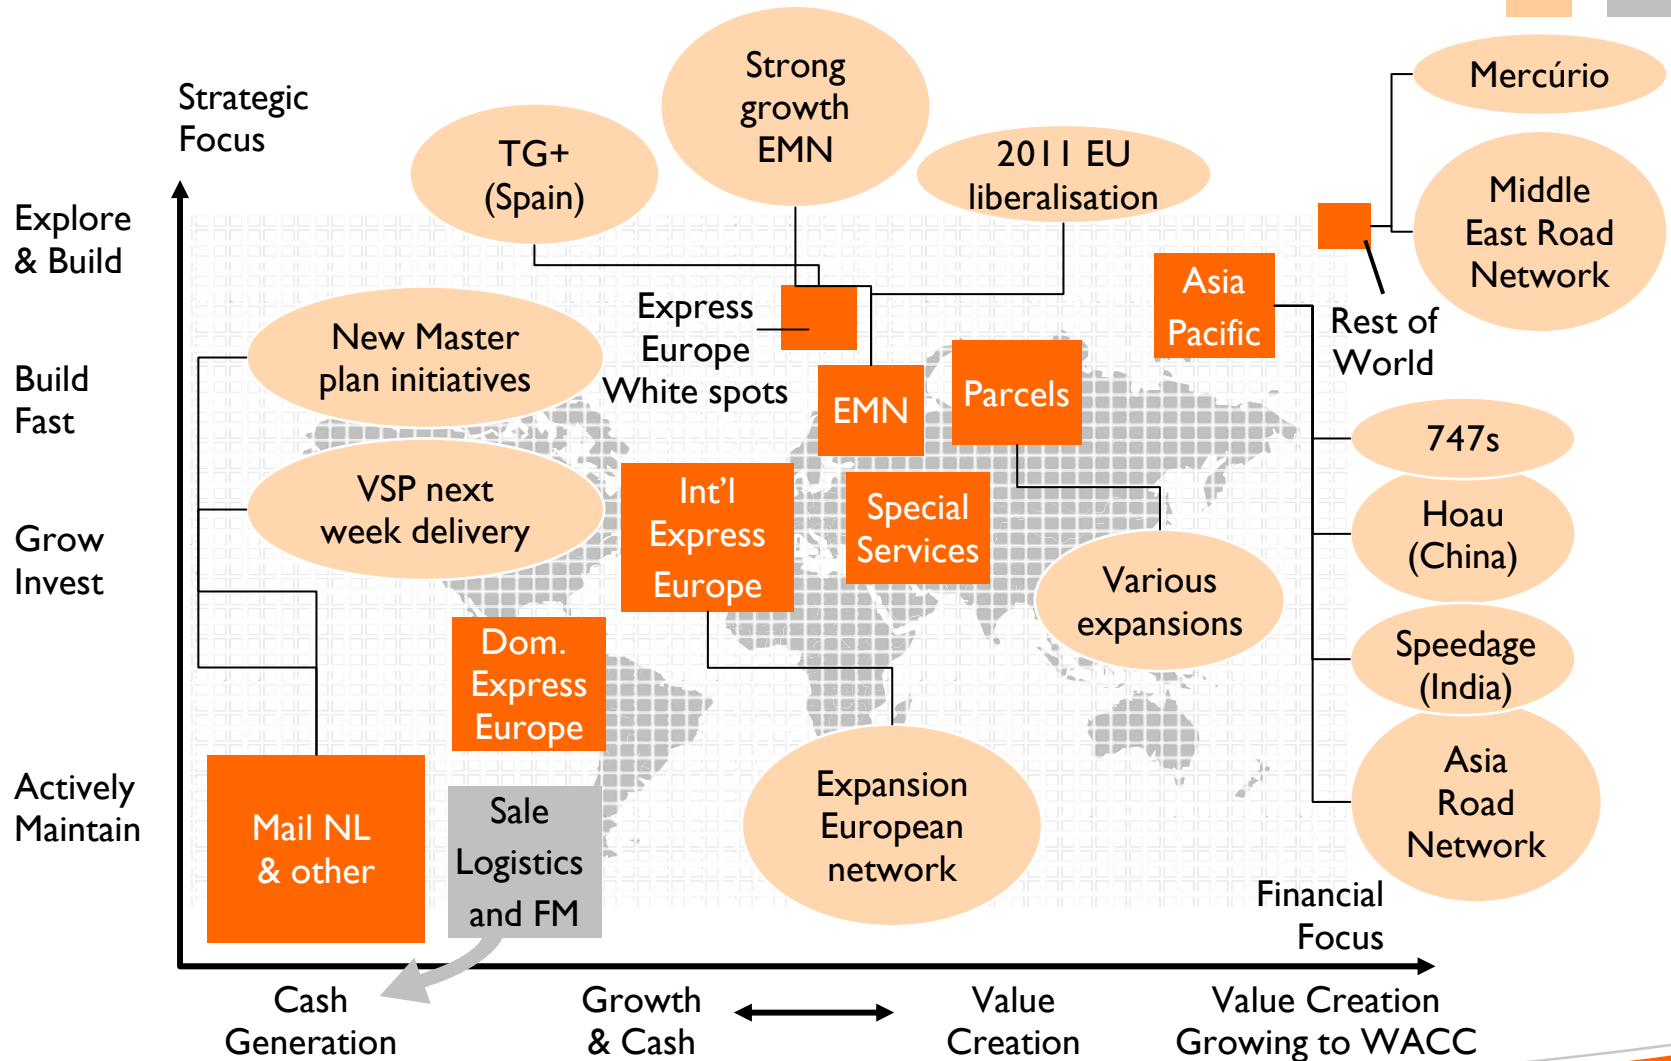 Strategic
Focus
Explore
& Build
Build
Fast
Grow
Invest
Actively
Maintain
TG+
(Spain)
Strong
growth
EMN
2011 EU
liberalisation
Mercúrio
Middle
East Road
Network
Rest of
World
Asia
Pacific
Express
Europe
White spots
New Master
plan initiatives
VSP next
week delivery
EMN
Parcels
Int'l
Express
Europe
Special
Services
Various
expansions
747s
Hoau
(China)
Speedage
(India)
Asia
Road
Network
Dom.
Express
Europe
Mail NL
& other
Sale
Logistics
and FM
Expansion
European
network
Financial
Focus
Cash
Generation
Growth
& Cash
Value
Creation
Value Creation
Growing to WACC